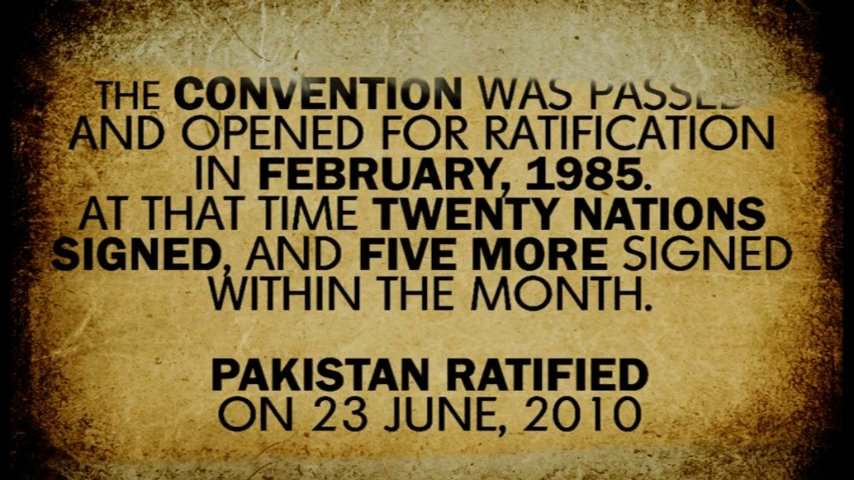 THE CONVENTION WAS PASSED
AND OPENED FOR RATIFICATION
IN FEBRUARY, 1985.
AT THAT TIME TWENTY NATIONS
SIGNED, AND FIVE MORE SIGNED
WITHIN THE MONTH.
PAKISTAN RATIFIED
ON 23 JUNE, 2010